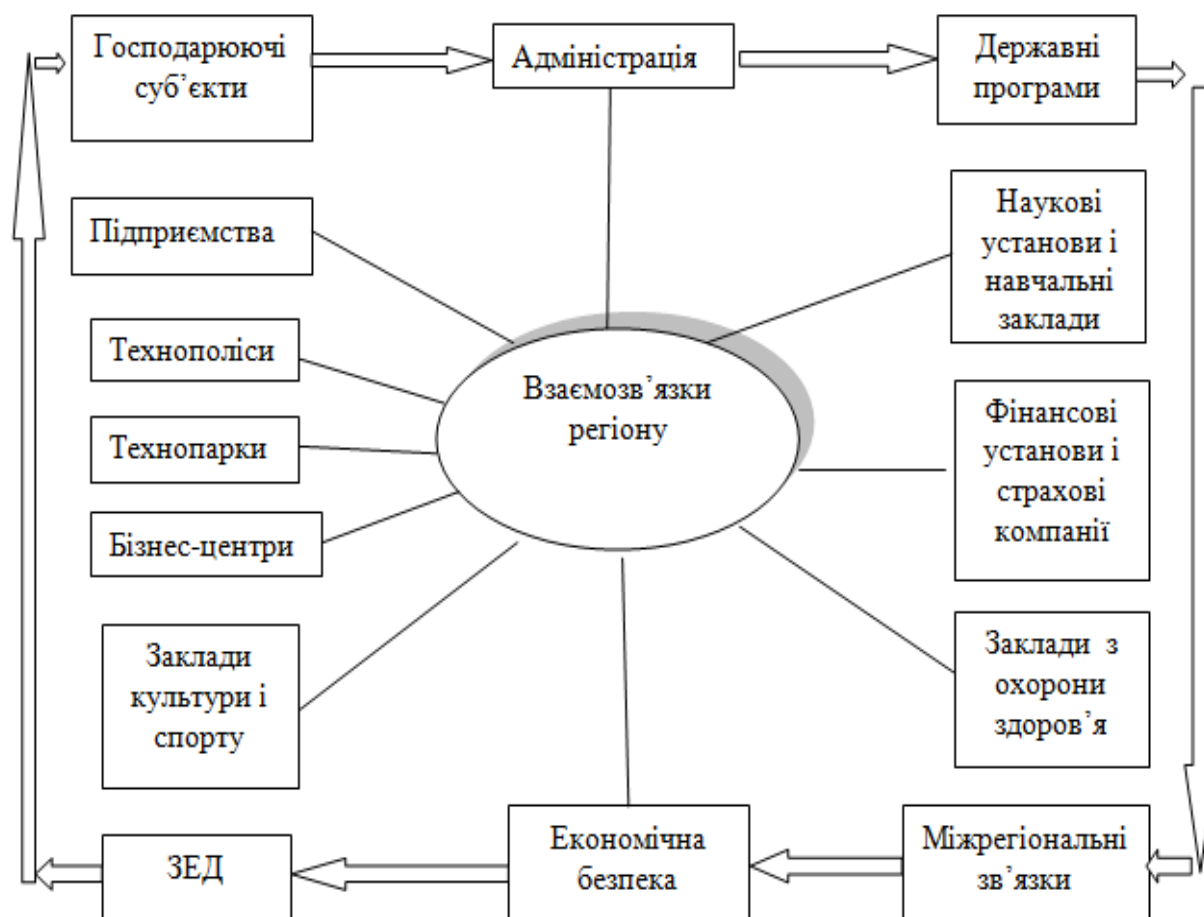 Господарюючі
суб’єкти
Адміністрація
Державні
програми
Підприємства
Наукові
установи і
навчальні
заклади
Технополіси
Взаємозв’язки
регіону
Технопарки
Фінансові
установи і
страхові
компанії
Бізнес-центри
Заклади
культури і
спорту
Заклади з
охорони
здоров’я
ЗЕД
Економічна
безпека
Міжрегіональні
зв’язки